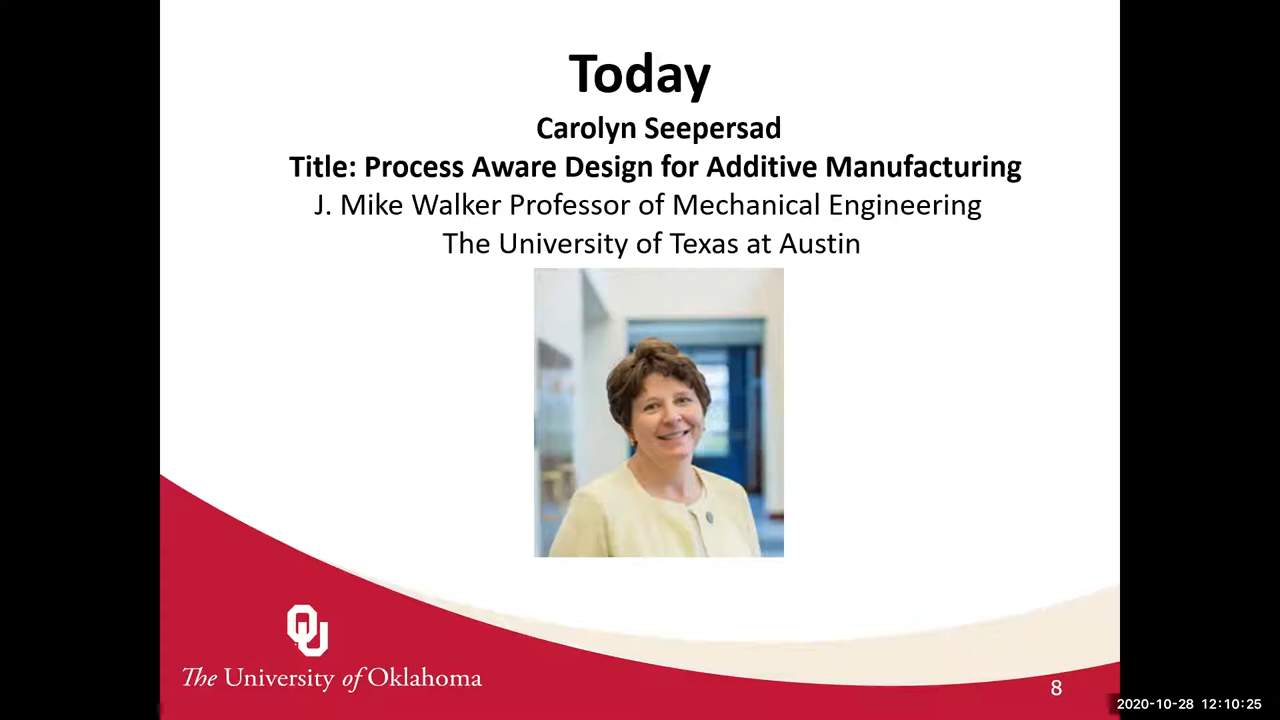 Today
Carolyn Seepersad
Title: Process Aware Design for Additive Manufacturing
J. Mike Walker Professor of Mechanical Engineering
The University of Texas at Austin
OU
The University of Oklahoma
8
2020-10-28 12:10:25